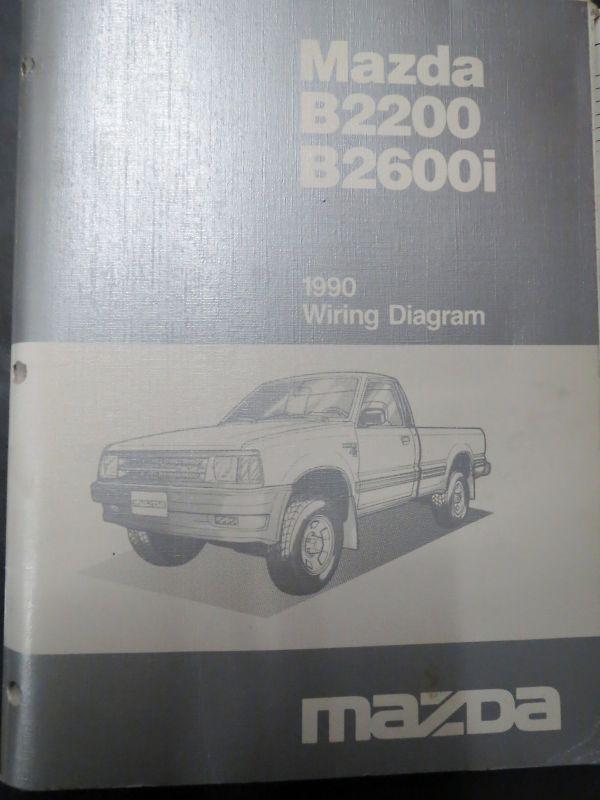 Mazda
B2200
B2600i
1990
Wiring Diagram
mazda